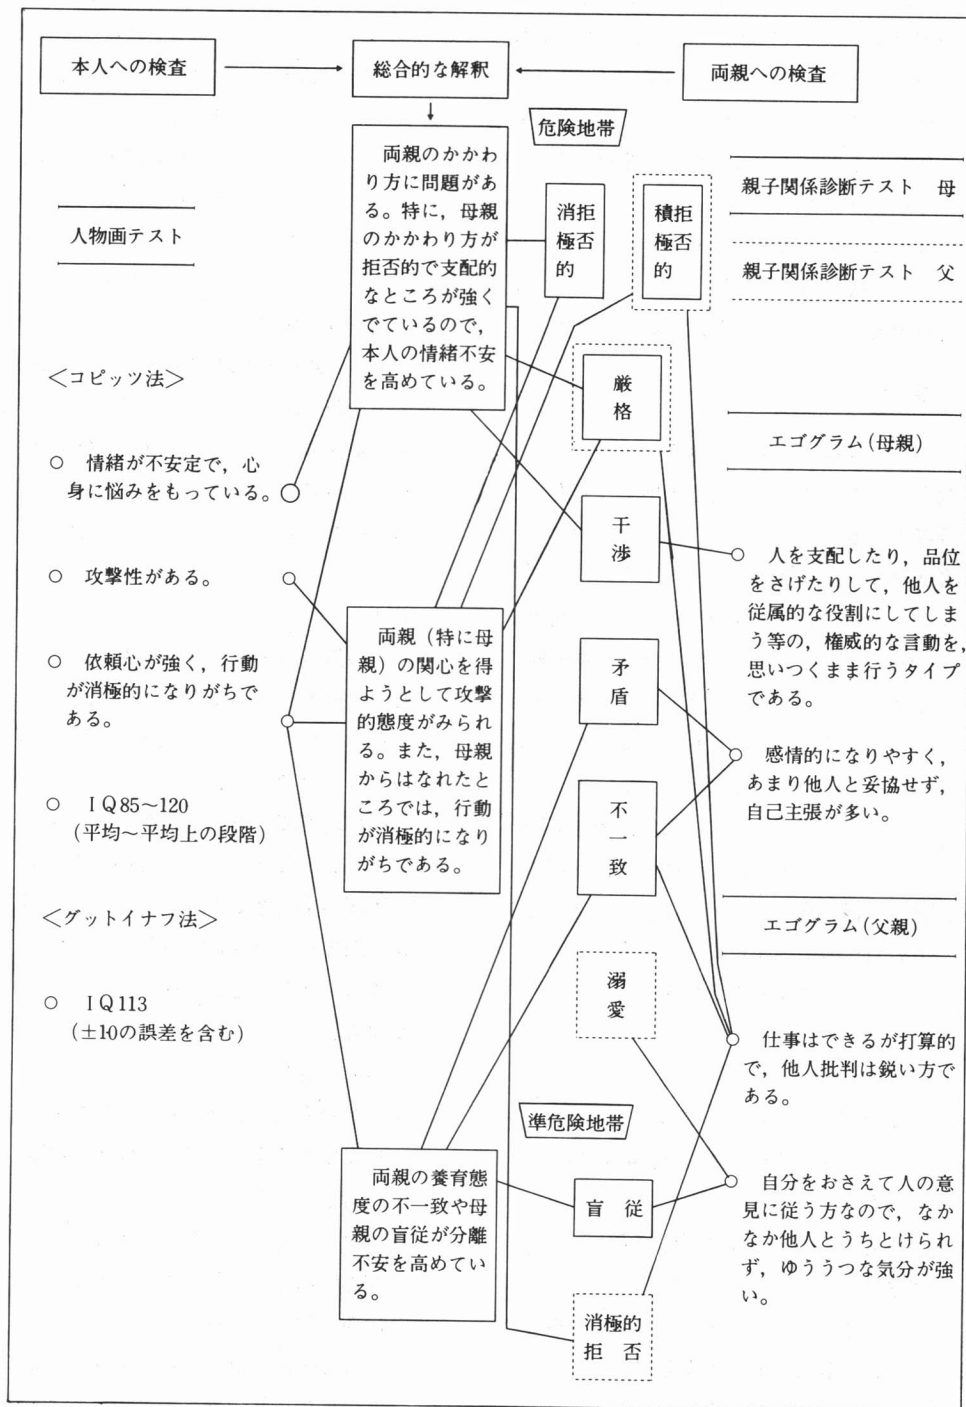 本人への検査
総合的な解釈
両親への検査
危険地帯
両親のかかわ
り方に問題があ
る。特に，母親
のかかわり方が
拒否的で支配的
なところが強く
でているので，
本人の情緒不安
を高めている。
消極的
拒否
積極的
拒否
親子関係診断テスト　母
親子関係診断テスト　父
人物画テスト
厳格
＜コピッツ法＞
エゴグラム（母親）
○　情緒が不安定で，心
身に悩みをもっている。
干渉
○　攻撃性がある。
人を支配したり，品位
をさげたりして，他人を
従属的な役割にしてしま
う等の，権威的な言動を，
思いつくまま行うタイプ
である。
両親（特に母
親）の関心を得
ようとして攻撃
的態度がみられ
る。また，母親
からはなれたと
ころでは，行動
が消極的になり
がちである。
○　依頼心が強く，行動
が消極的になりがちで
ある。
矛盾
感情的になりやすく，
あまり他人と妥協せず，
自己主張が多い。
○　ＩＱ85～120
（平均～平均上の段階）
不一致
＜グットイナフ法＞
エゴグラム（父親）
○　ＩＱ113
（±10の誤差を含む）
溺愛
仕事はできるが打算的
で，他人批判は鋭い方で
ある。
準危険地帯
両親の養育態
度の不一致や母
親の盲従が分離
不安を高めてい
る。
盲従
自分をおさえて人の意
見に従う方なので，なか
なか他人とうちとけられ
ず，ゆううつな気分が強
い。
消極的
拒否